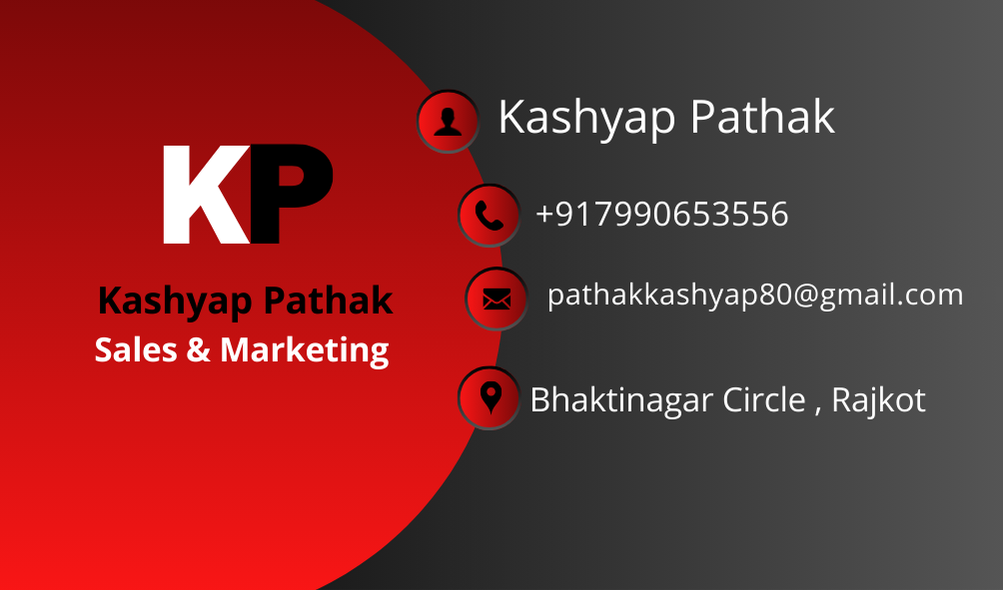 KP
Kashyap Pathak
Sales & Marketing
Kashyap Pathak
+917990653556
pathakkashyap80@gmail.com
Bhaktinagar Circle , Rajkot